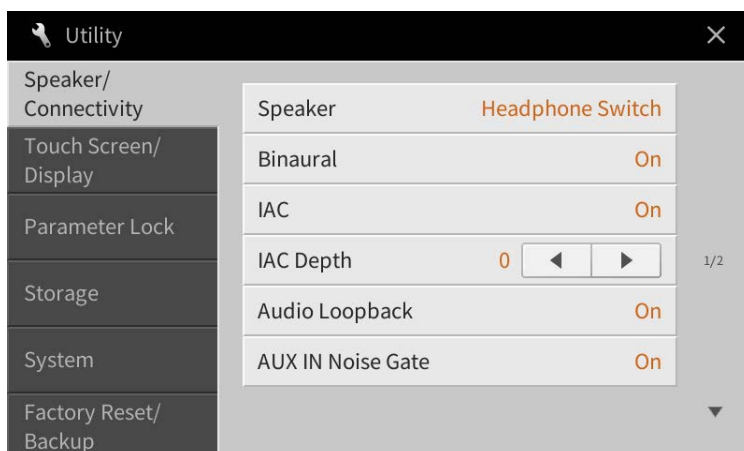 Utility
Speaker/
Connectivity
Touch Screen/
Display
Parameter Lock
Storage
System
Factory Reset/
Backup
Speaker Headphone Switch
Binaural On
IAC On
IAC Depth 0
Audio Loopback On
AUX IN Noise Gate On
1/2